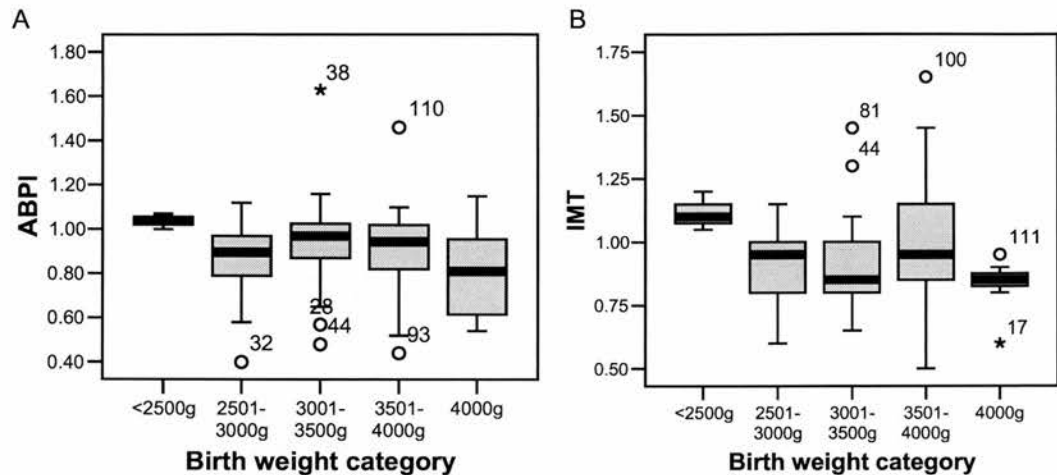 A
ABPI
1.80
1.60
1.40
1.20
1.00
0.80
0.60
0.40
38
110
28
44
32
93
<2500g
2501-
3000g
3001-
3500g
3501-
4000g
4000g
Birth weight category
B
IMT
1.75
1.50
1.25
1.00
0.75
0.50
100
81
44
111
17
<2500g
2501-
3000g
3001-
3500g
3501-
4000g
4000g
Birth weight category